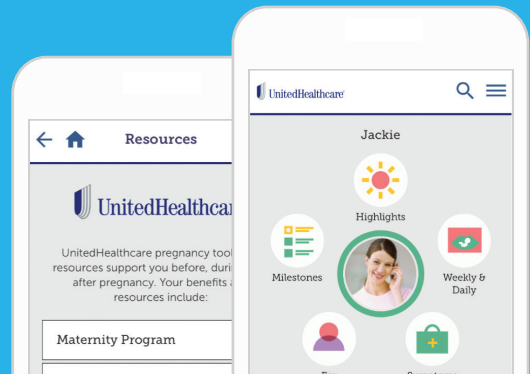 Resources
UnitedHealthcar
UnitedHealthcare pregnancy tool
resources support you before, duri
after pregnancy. Your benefits a
resources include:
Maternity Program
UnitedHealthcare
Jackie
Highlights
Milestones
Weekly &
Daily